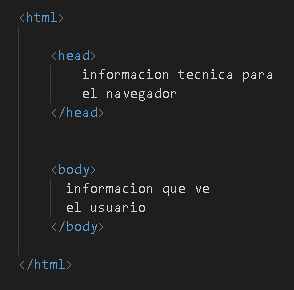 <html>
<head>
informacion tecnica para
el navegador
</head>
<body>
informacion que ve
el usuario
</body>
</html>